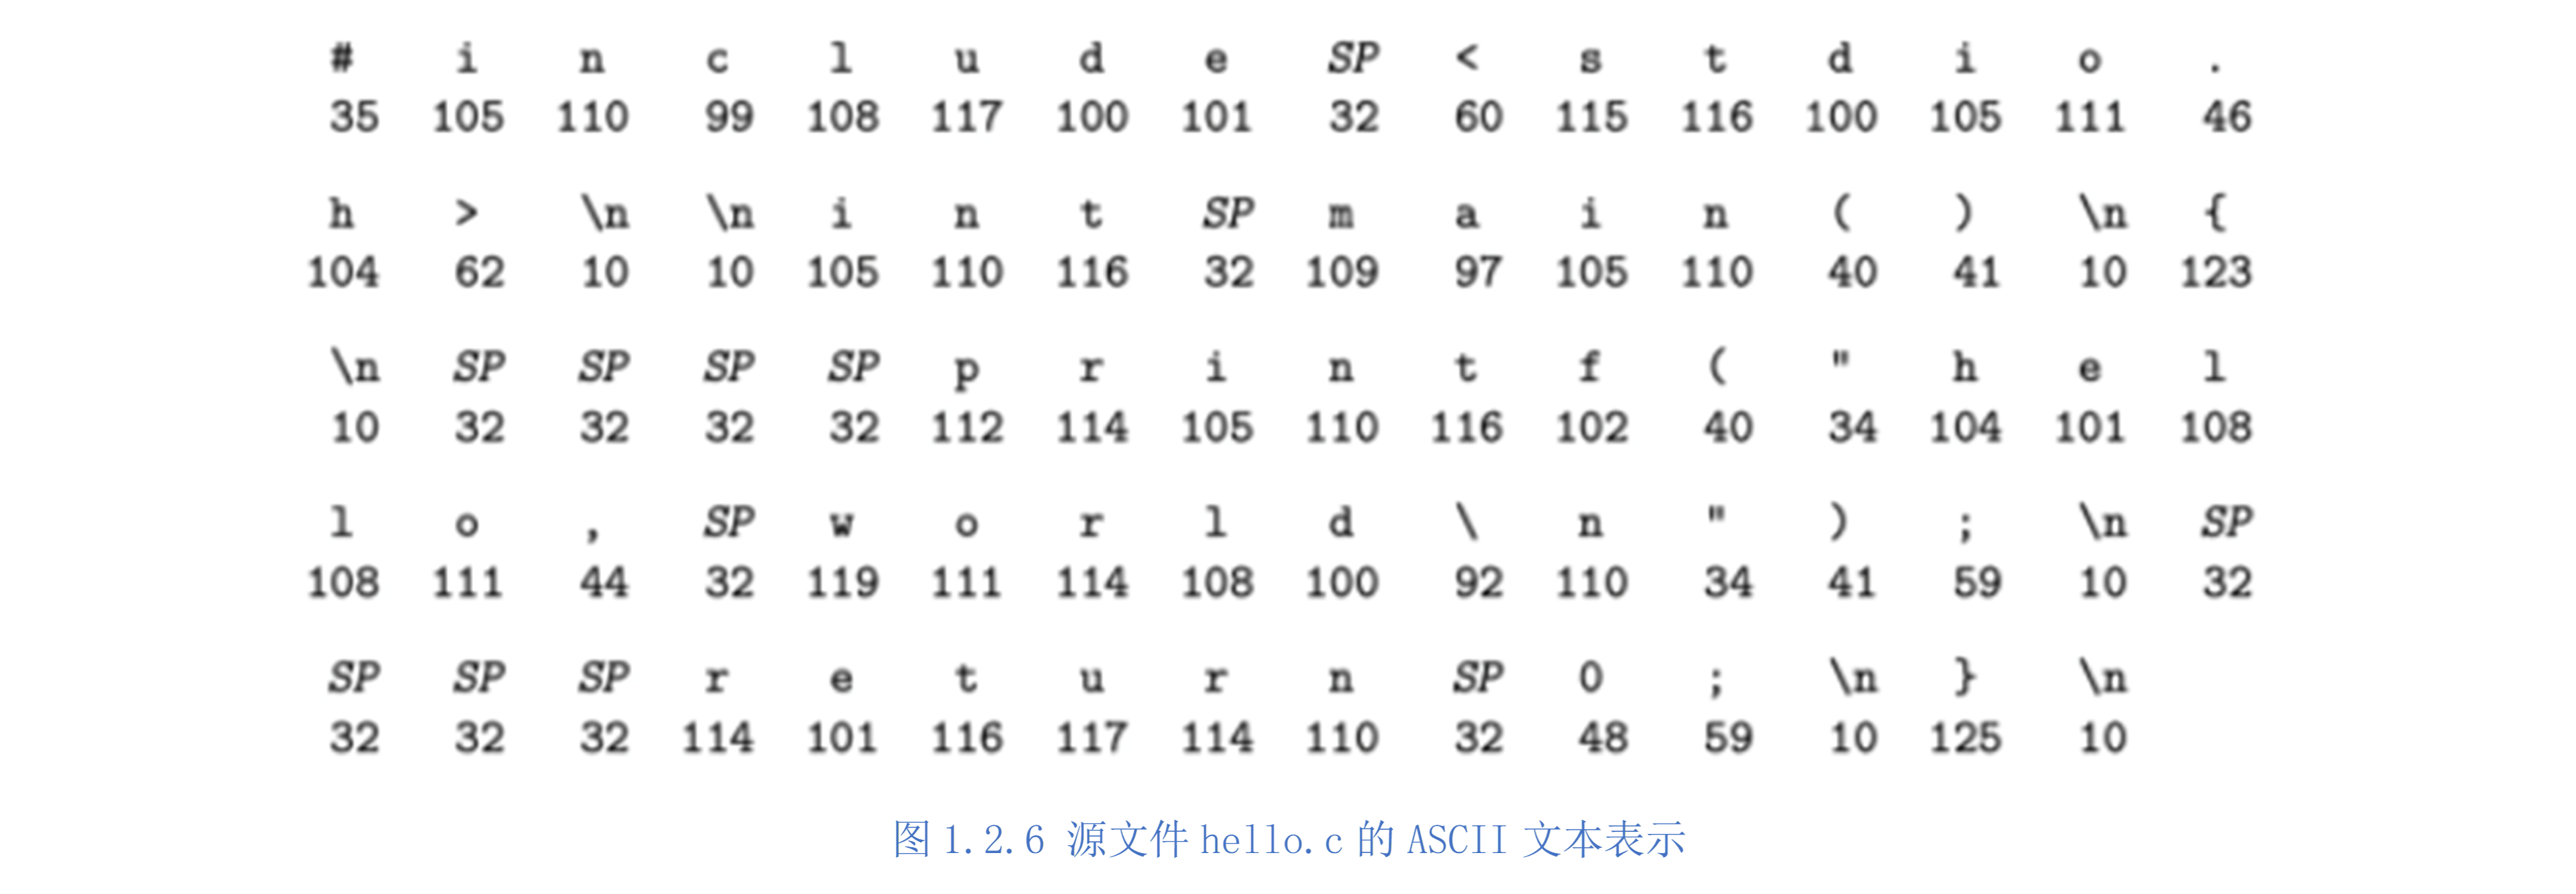 # i n c l u d e SP < s t d i o .
35 105 110 99 108 117 100 101 32 60 115 116 100 105 111 46
h > \n \n i n t SP m a i n ( ) \n {
104 62 10 10 105 110 116 32 109 97 105 110 40 41 10 123
\n SP SP SP SP p r i n t f ( " h e l
10 32 32 32 32 112 114 105 110 116 102 40 34 104 101 108
l o , SP w o r l d \ n " ) ; \n SP
108 111 44 32 119 111 114 108 100 92 110 34 41 59 10 32
SP SP SP r e t u r n SP 0 ; \n } \n
32 32 32 114 101 116 117 114 110 32 48 59 10 125 10
图 1.2.6 源文件 hello.c 的 ASCII 文本表示